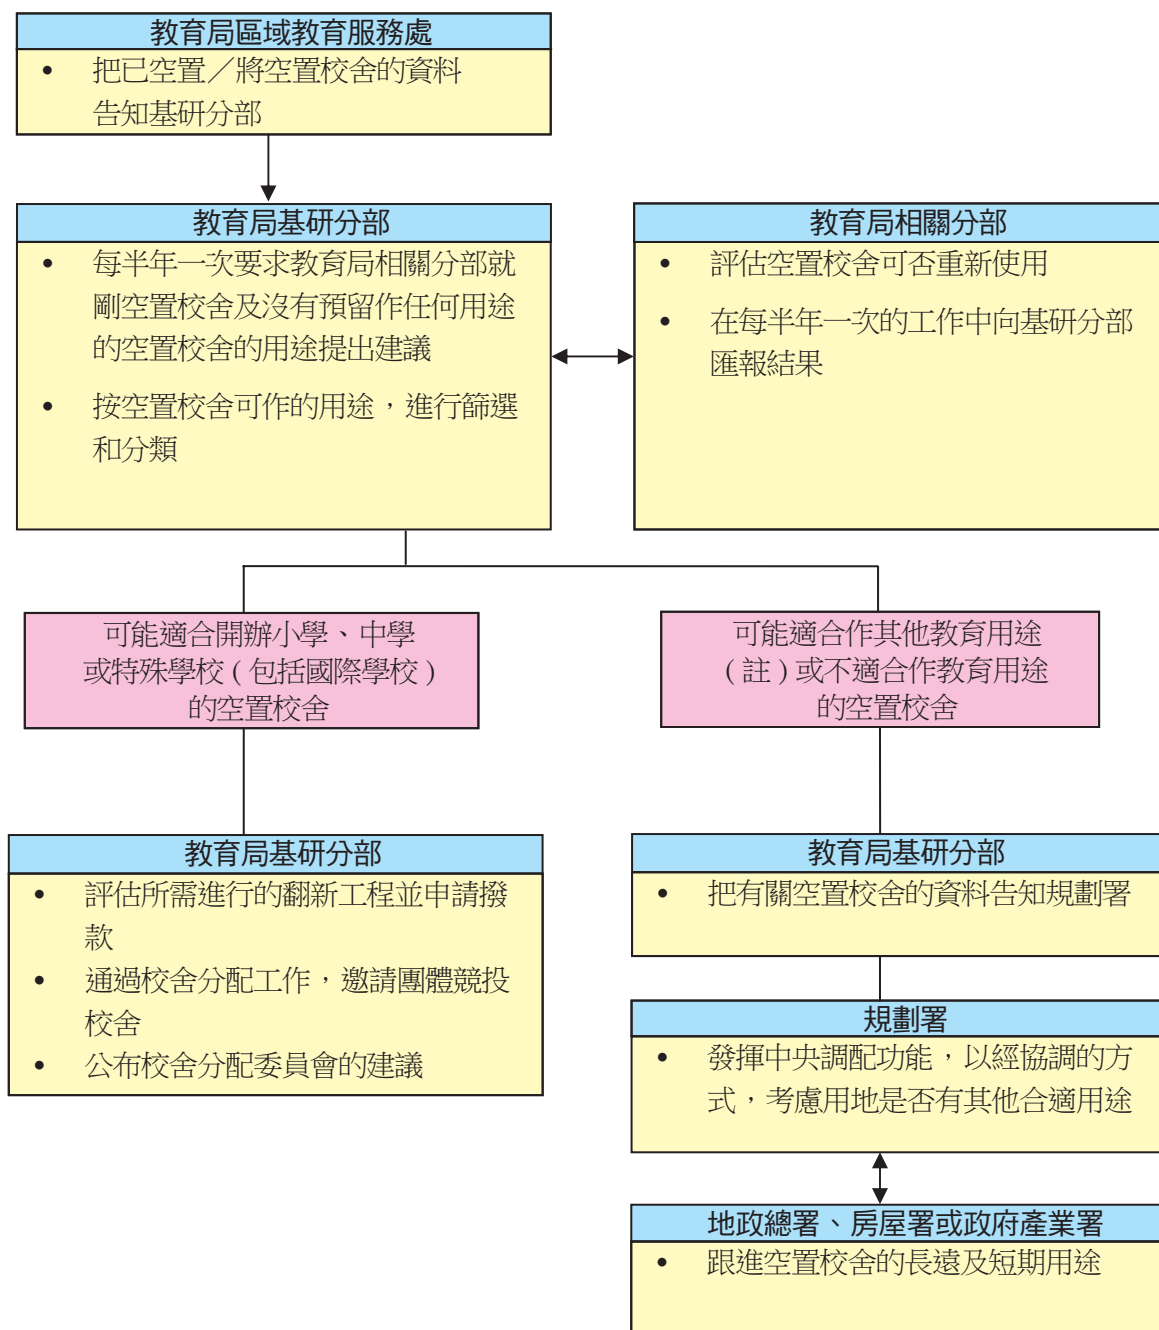 教育局區域教育服務處
• 把已空置／將空置校舍的資料
告知基研分部
教育局基研分部
• 每半年一次要求教育局相關分部就
剛空置校舍及沒有預留作任何用途
的空置校舍的用途提出建議
• 按空置校舍可作的用途，進行篩選
和分類
教育局相關分部
• 評估空置校舍可否重新使用
• 在每半年一次的工作中向基研分部
匯報結果
可能適合開辦小學、中學
或特殊學校(包括國際學校)
的空置校舍
可能適合作其他教育用途
(註)或不適合作教育用途
的空置校舍
教育局基研分部
• 評估所需進行的翻新工程並申請撥
款
• 通過校舍分配工作，邀請團體競投
校舍
• 公布校舍分配委員會的建議
教育局基研分部
• 把有關空置校舍的資料告知規劃署
規劃署
• 發揮中央調配功能，以經協調的方
式，考慮用地是否有其他合適用途
地政總署、房屋署或政府產業署
• 跟進空置校舍的長遠及短期用途